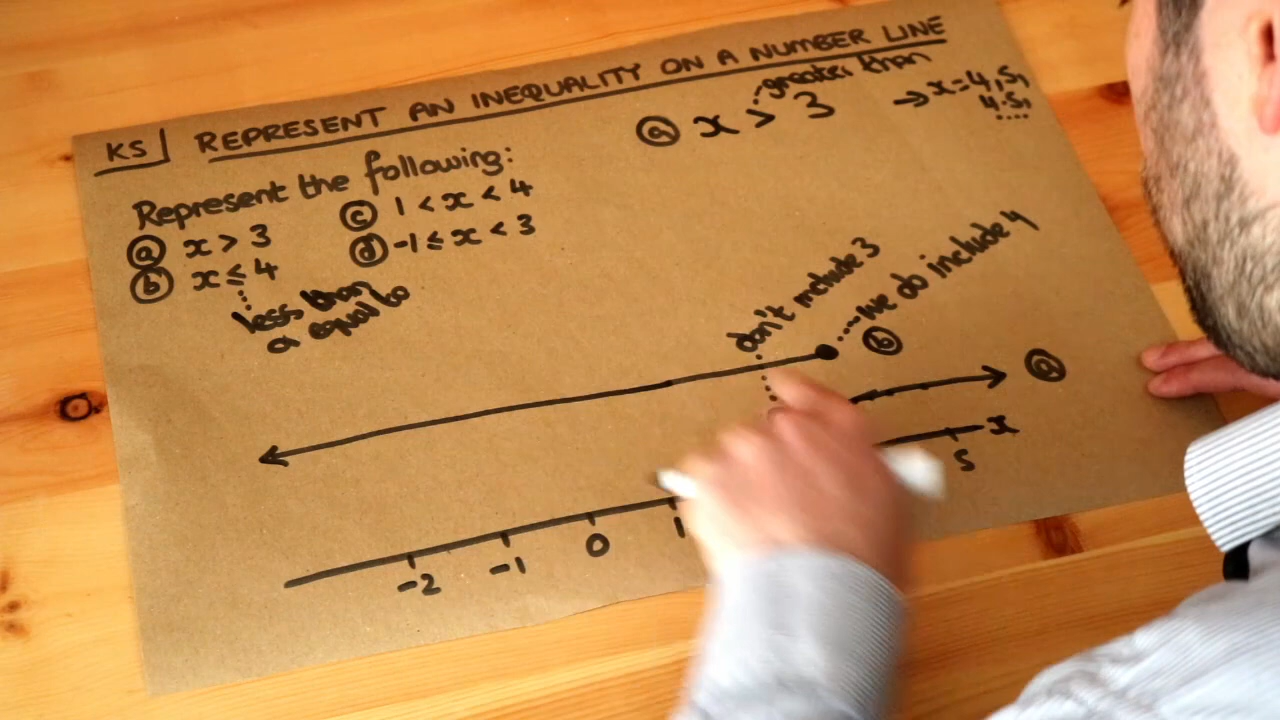 KS REPRESENT AN INEQUALITY ON A NUMBER LINE
Represent the following:
ⓐ x > 3
ⓑ x ≤ 4
less than
or equal to
ⓒ 1 < x < 4
ⓓ -1 ≤ x < 3
greater than
ⓐ x > 3
→ x = 4, 5,
4.5, ....
don't include 3
we do include 4
ⓑ
ⓐ
x
-2 -1 0 1 5